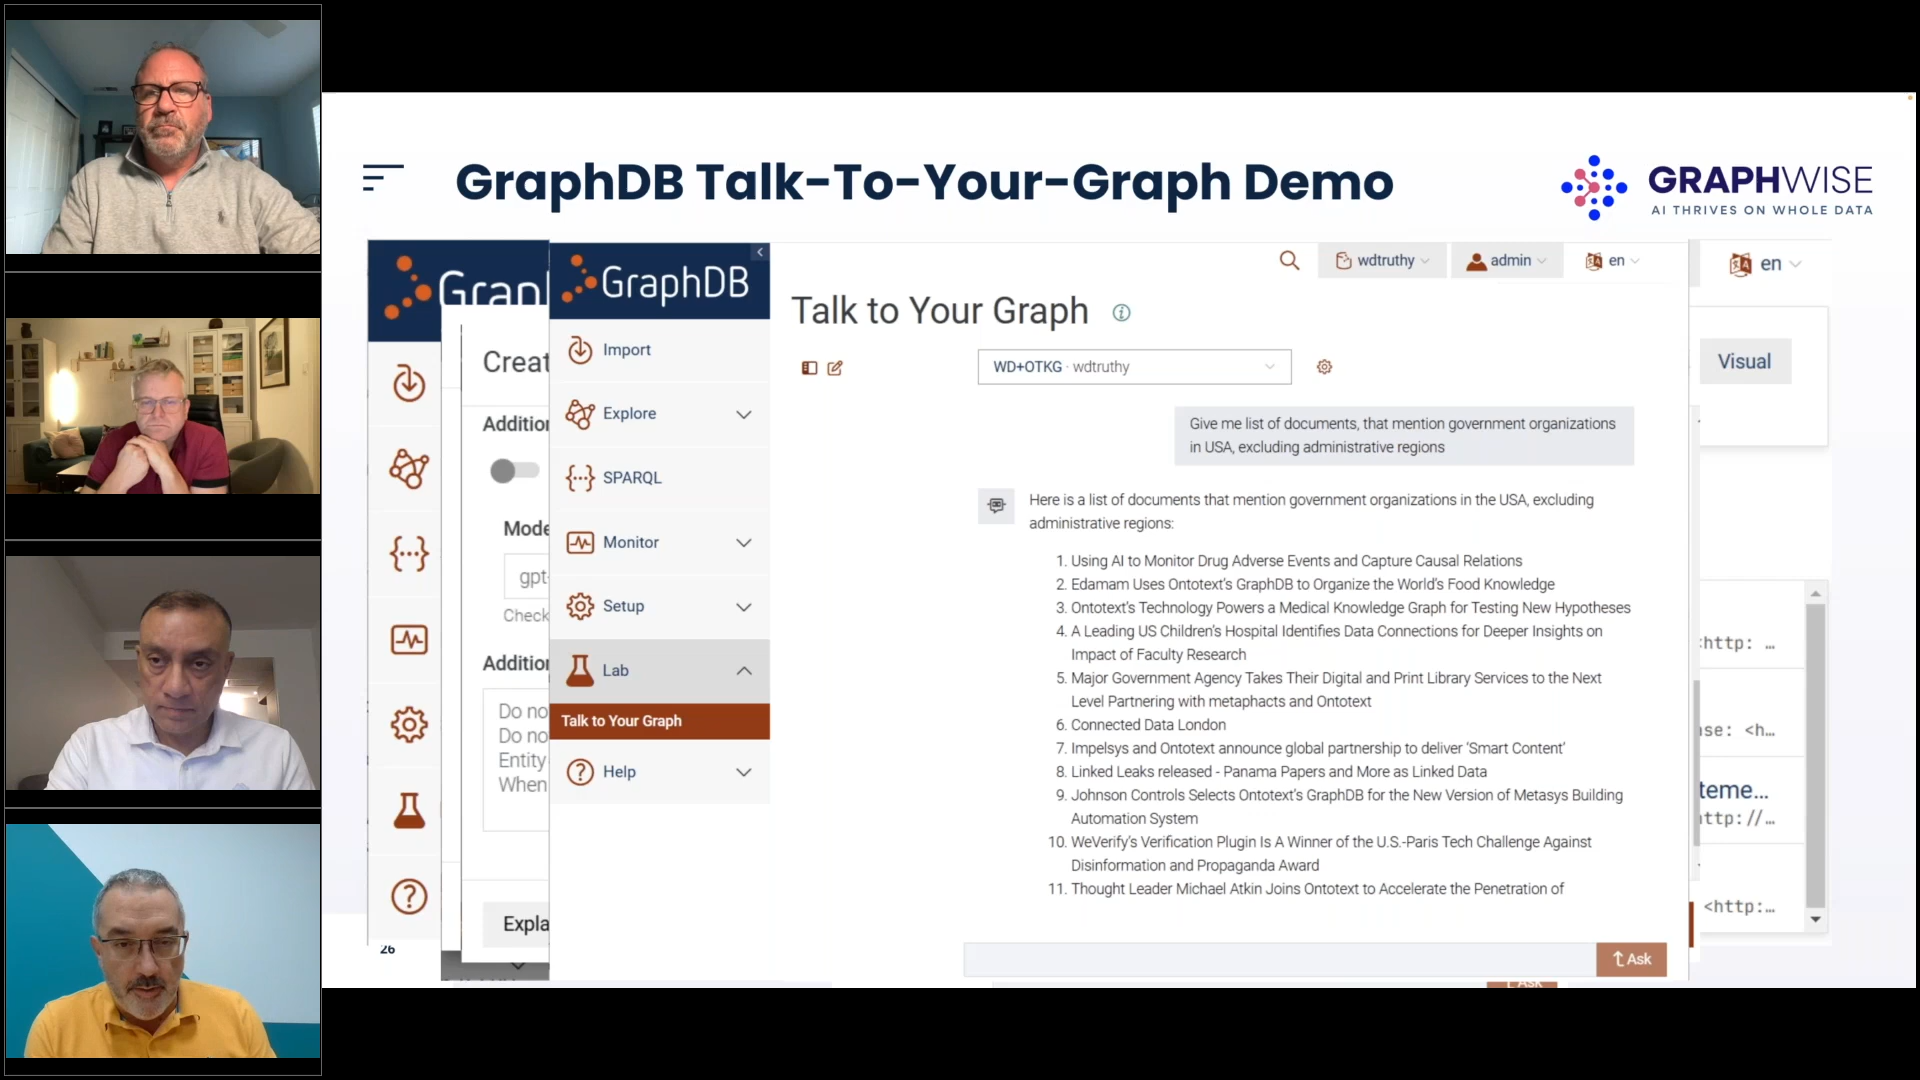 GraphDB Talk-To-Your-Graph Demo
GRAPHWISE
AI THRIVES ON WHOLE DATA
GraphDB
wdtruthy
admin
en
en
Talk to Your Graph
Import
Explore
SPARQL
Monitor
Setup
Lab
Talk to Your Graph
Help
WD+OTKG · wdtruthy
Visual
Give me list of documents, that mention government organizations
in USA, excluding administrative regions
Here is a list of documents that mention government organizations in the USA, excluding
administrative regions:
1. Using AI to Monitor Drug Adverse Events and Capture Causal Relations
2. Edamam Uses Ontotext's GraphDB to Organize the World's Food Knowledge
3. Ontotext's Technology Powers a Medical Knowledge Graph for Testing New Hypotheses
4. A Leading US Children's Hospital Identifies Data Connections for Deeper Insights on
Impact of Faculty Research
5. Major Government Agency Takes Their Digital and Print Library Services to the Next
Level Partnering with metaphacts and Ontotext
6. Connected Data London
7. Impelsys and Ontotext announce global partnership to deliver 'Smart Content'
8. Linked Leaks released - Panama Papers and More as Linked Data
9. Johnson Controls Selects Ontotext's GraphDB for the New Version of Metasys Building
Automation System
10. WeVerify's Verification Plugin Is A Winner of the U.S.-Paris Tech Challenge Against
Disinformation and Propaganda Award
11. Thought Leader Michael Atkin Joins Ontotext to Accelerate the Penetration of
Ask
Creat
Addition
Mode
gpt-
Check
Addition
Do no
Do no
Entity
When
Expla
http: ...
se: <h...
teme...
ttp://...
<http:...
26